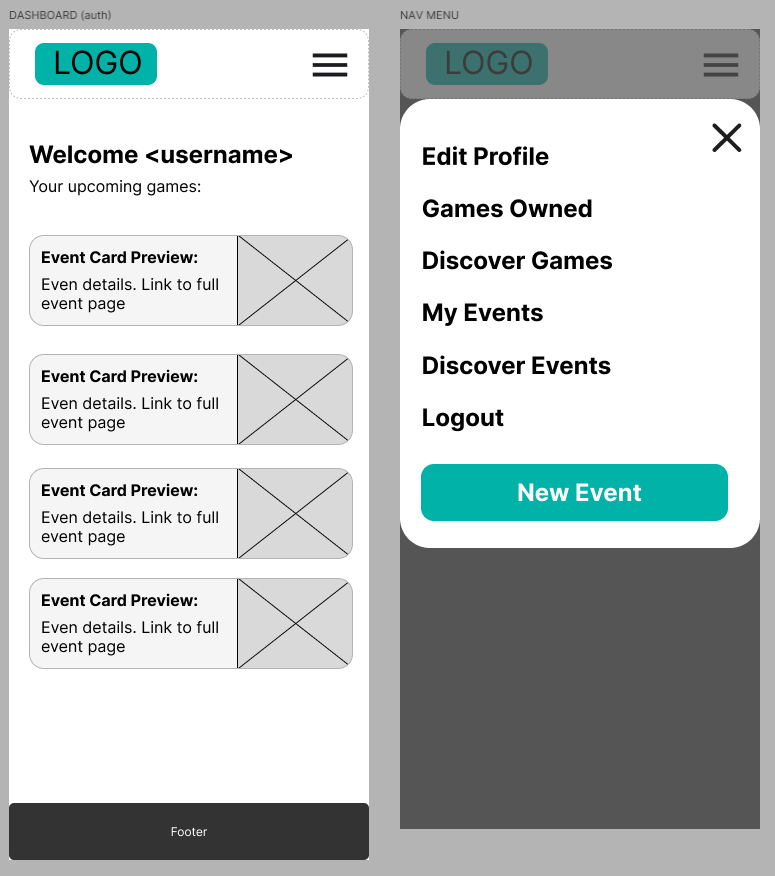 DASHBOARD (auth)
LOGO
Welcome <username>
Your upcoming games:
Event Card Preview:
Even details. Link to full
event page
Event Card Preview:
Even details. Link to full
event page
Event Card Preview:
Even details. Link to full
event page
Event Card Preview:
Even details. Link to full
event page
Footer
NAV MENU
LOGO
Edit Profile
Games Owned
Discover Games
My Events
Discover Events
Logout
New Event